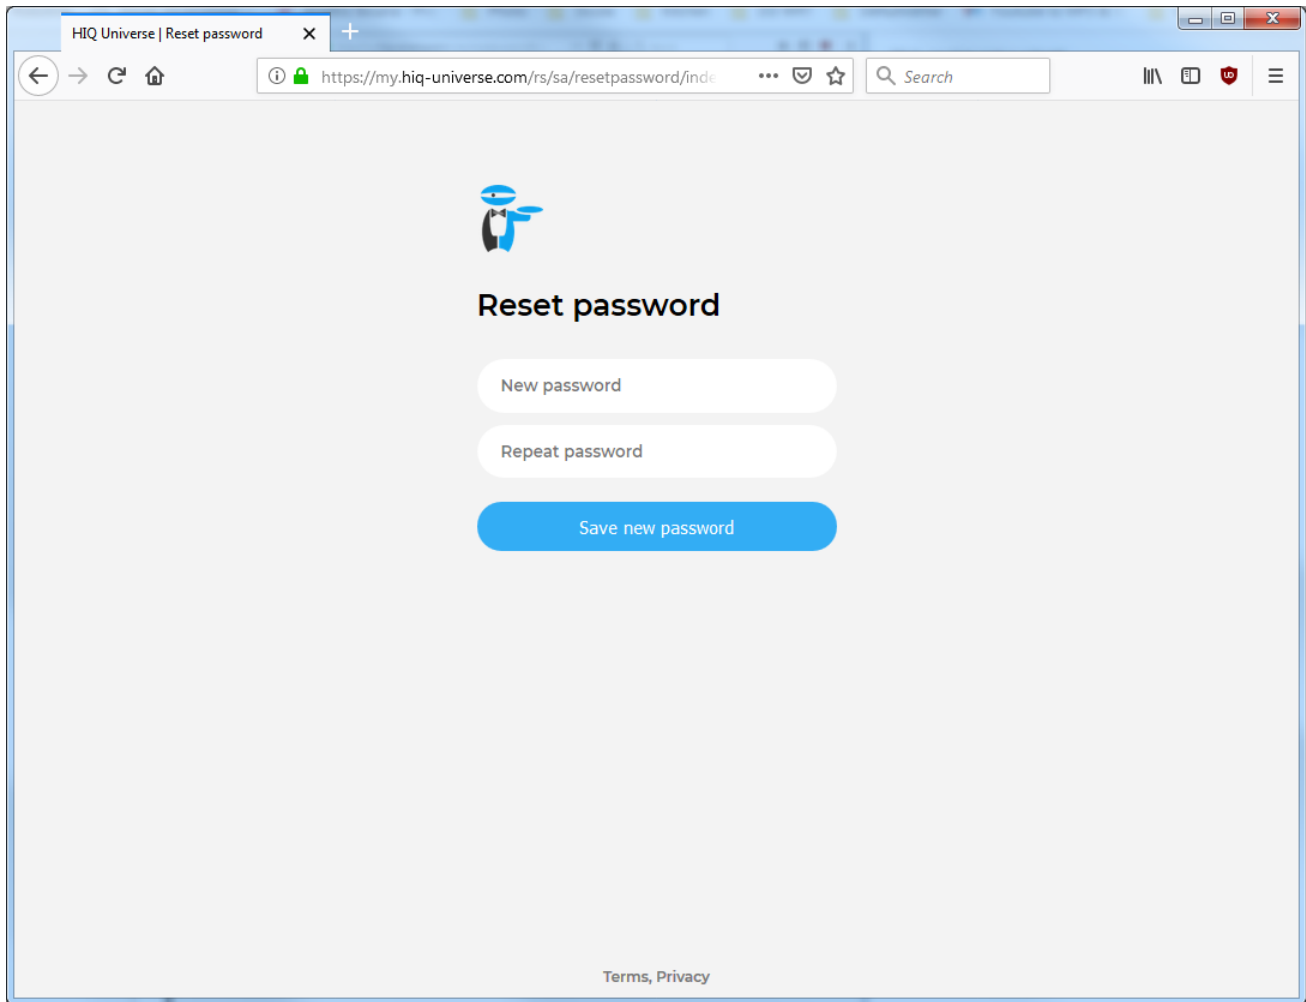 HIQ Universe | Reset password
https://my.hiq-universe.com/rs/sa/resetpassword/inde
Search
Reset password
New password
Repeat password
Save new password
Terms, Privacy